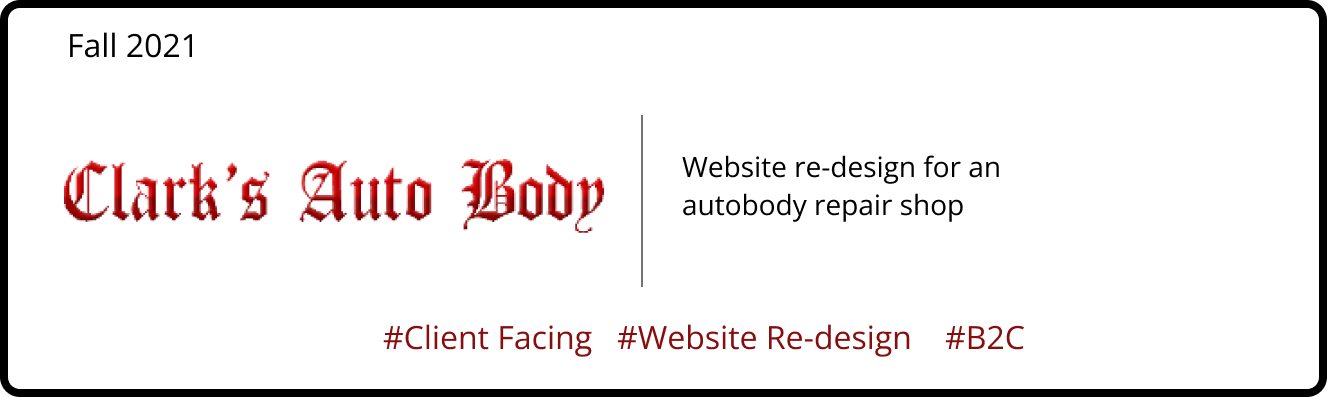 Fall 2021
Clark's Auto Body
Website re-design for an
autobody repair shop
#Client Facing #Website Re-design #B2C